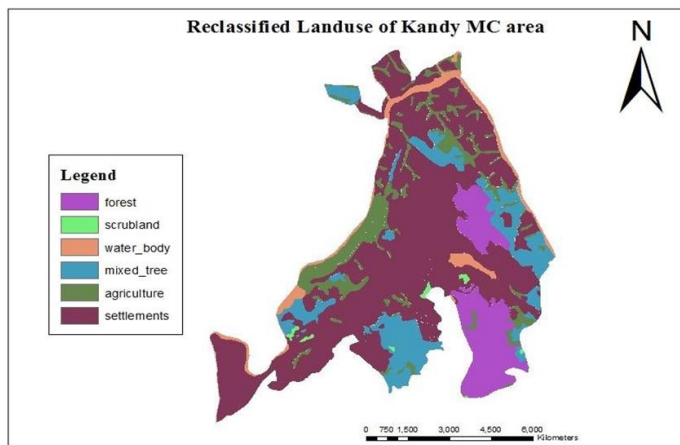 Reclassified Landuse of Kandy MC area
N
Legend
forest
scrubland
water_body
mixed_tree
agriculture
settlements
0 750 1,500 3,000 4,500 6,000
Kilometers